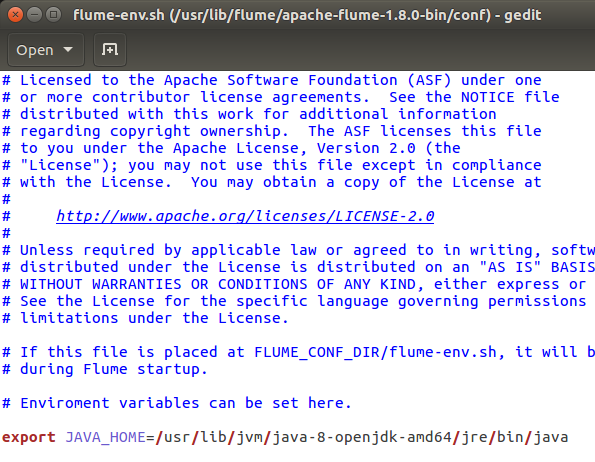 flume-env.sh (/usr/lib/flume/apache-flume-1.8.0-bin/conf) - gedit
Open
# Licensed to the Apache Software Foundation (ASF) under one
# or more contributor license agreements.  See the NOTICE file
# distributed with this work for additional information
# regarding copyright ownership.  The ASF licenses this file
# to you under the Apache License, Version 2.0 (the
# "License"); you may not use this file except in compliance
# with the License.  You may obtain a copy of the License at
#
#     http://www.apache.org/licenses/LICENSE-2.0
#
# Unless required by applicable law or agreed to in writing, softw
# distributed under the License is distributed on an "AS IS" BASIS
# WITHOUT WARRANTIES OR CONDITIONS OF ANY KIND, either express or
# See the License for the specific language governing permissions
# limitations under the License.
# If this file is placed at FLUME_CONF_DIR/flume-env.sh, it will b
# during Flume startup.
# Enviroment variables can be set here.
export JAVA_HOME=/usr/lib/jvm/java-8-openjdk-amd64/jre/bin/java